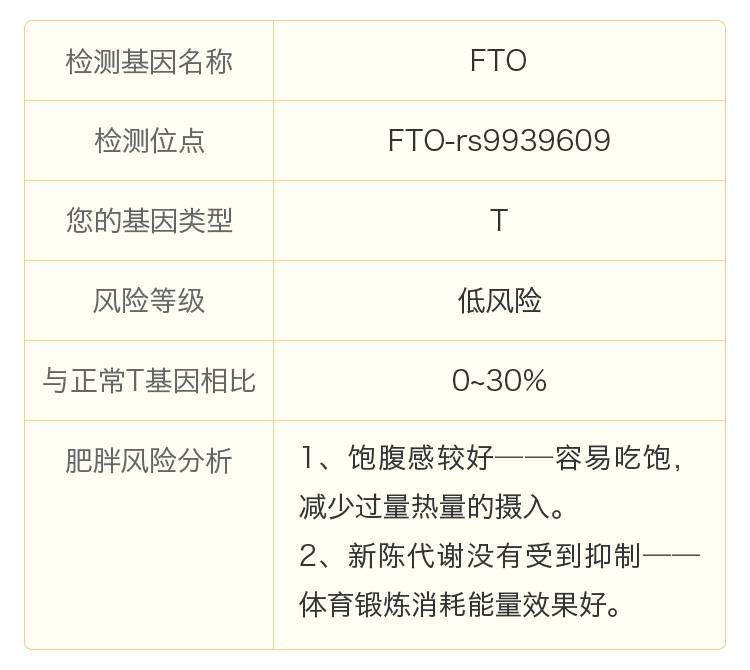 检测基因名称 FTO
检测位点 FTO-rs9939609
您的基因类型 T
风险等级 低风险
与正常T基因相比 0~30%
肥胖风险分析 1、饱腹感较好——容易吃饱,
减少过量热量的摄入。
2、新陈代谢没有受到抑制——
体育锻炼消耗能量效果好。